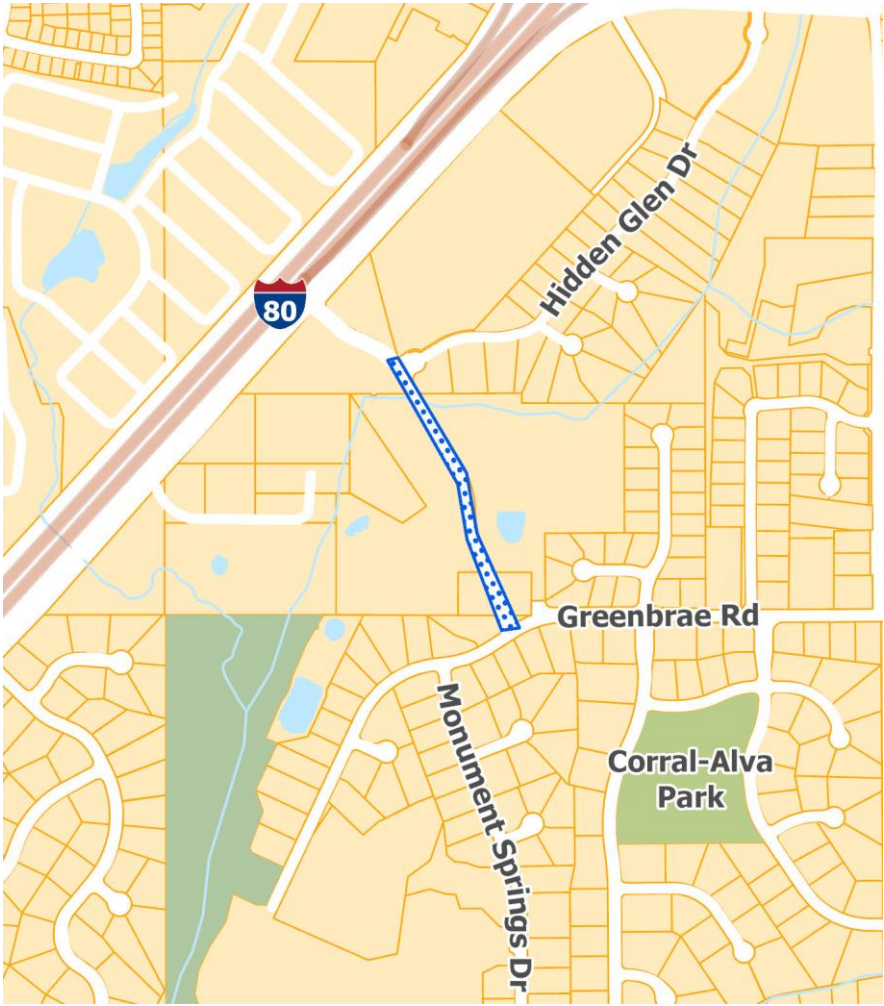 Hidden Glen Dr
80
Greenbrae Rd
Monument Springs Dr
Corral-Alva
Park